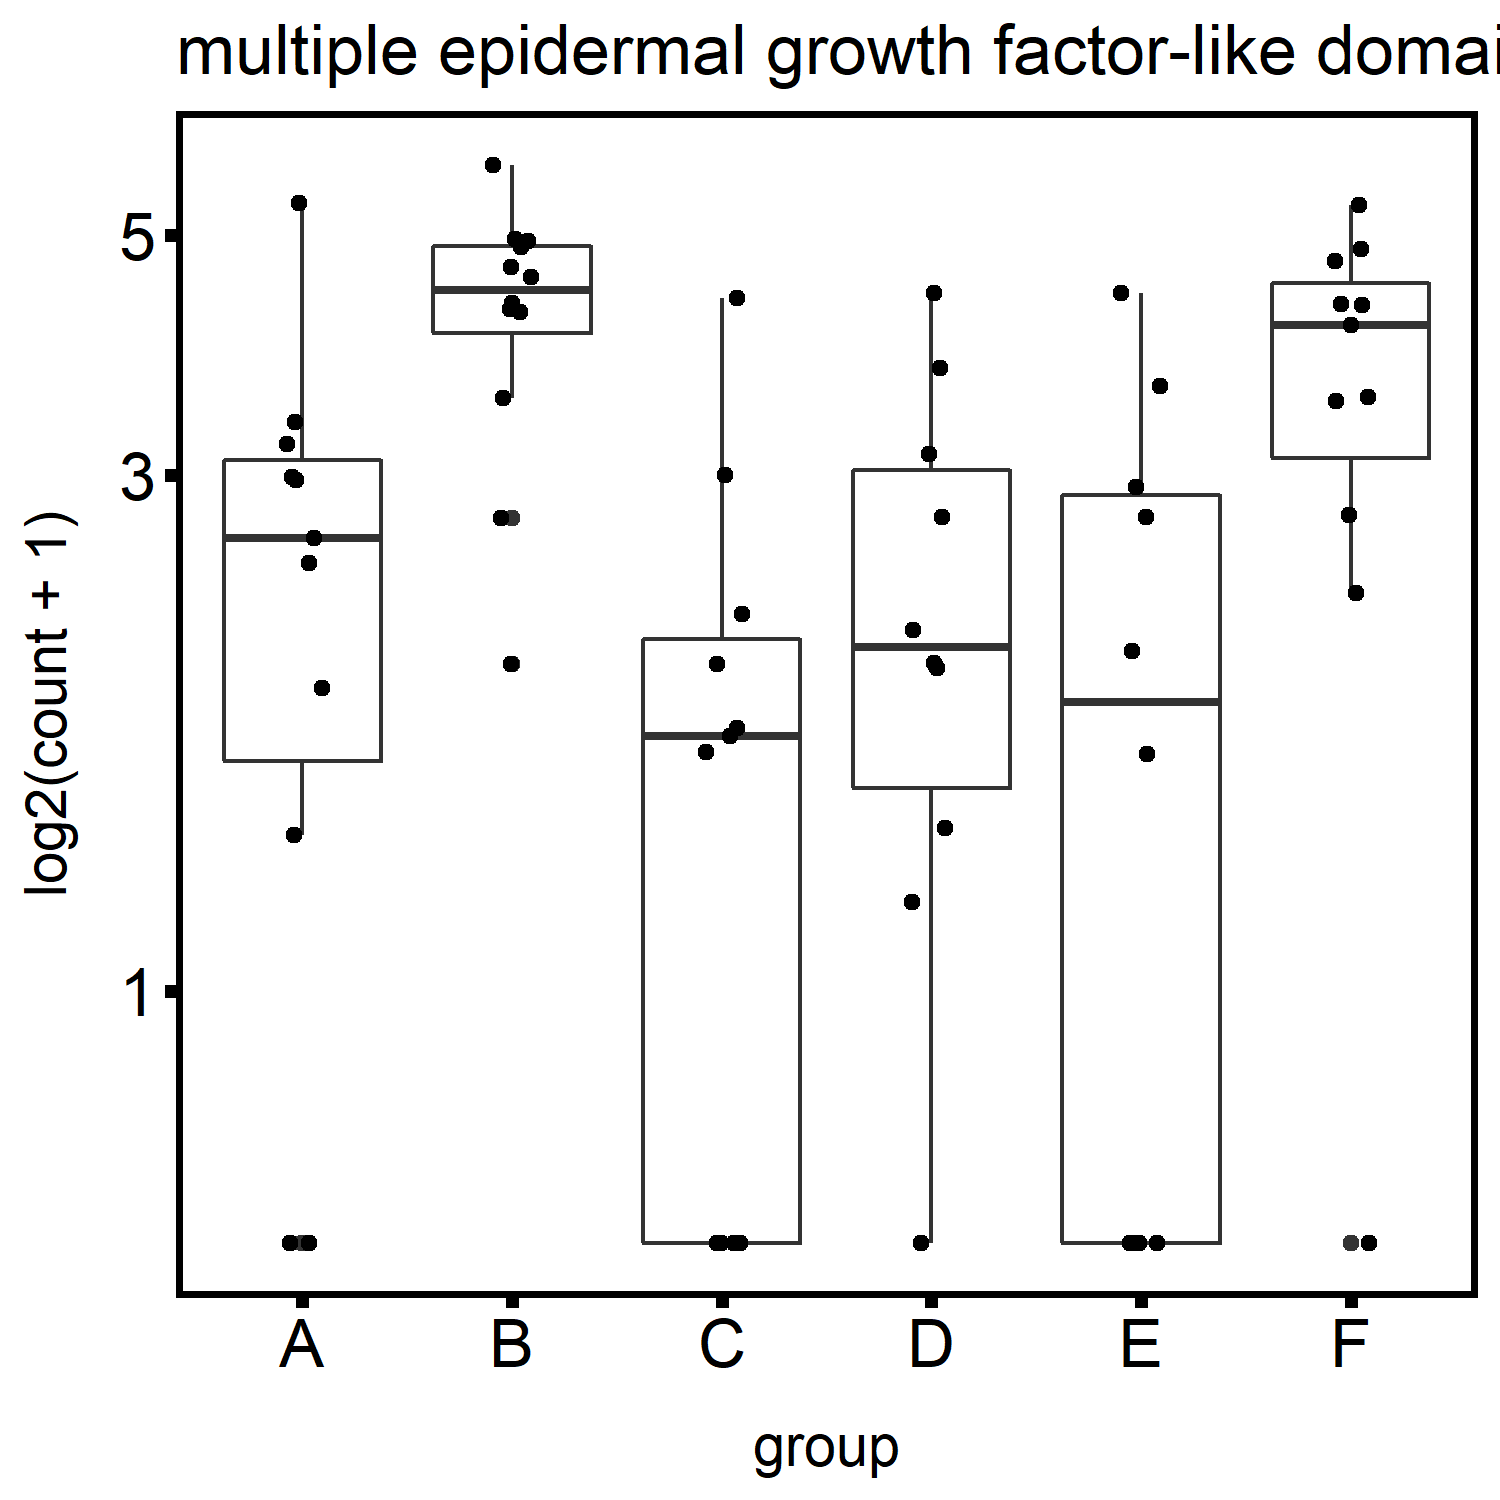 multiple epidermal growth factor-like domai
5
3
1
log2(count + 1)
A B C D E F
group